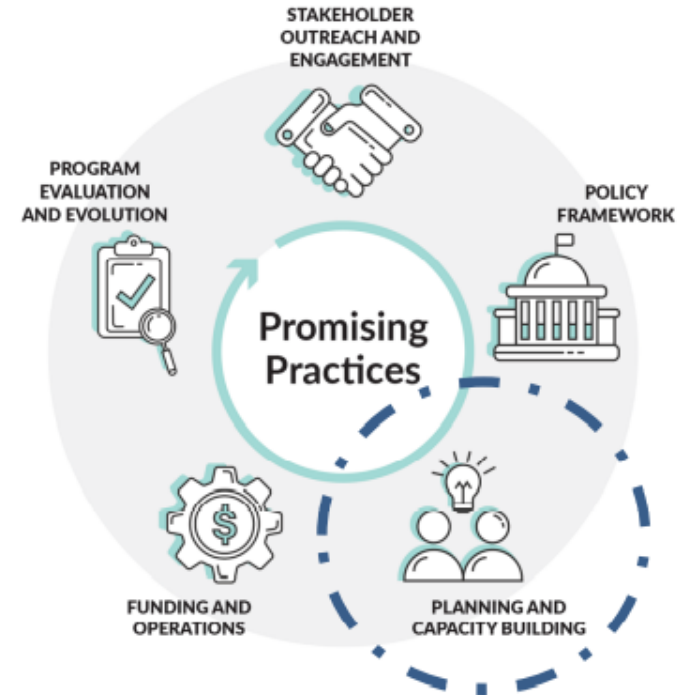 STAKEHOLDER
OUTREACH AND
ENGAGEMENT
PROGRAM
EVALUATION
AND EVOLUTION
POLICY
FRAMEWORK
Promising
Practices
$
FUNDING AND
OPERATIONS
PLANNING AND
CAPACITY BUILDING